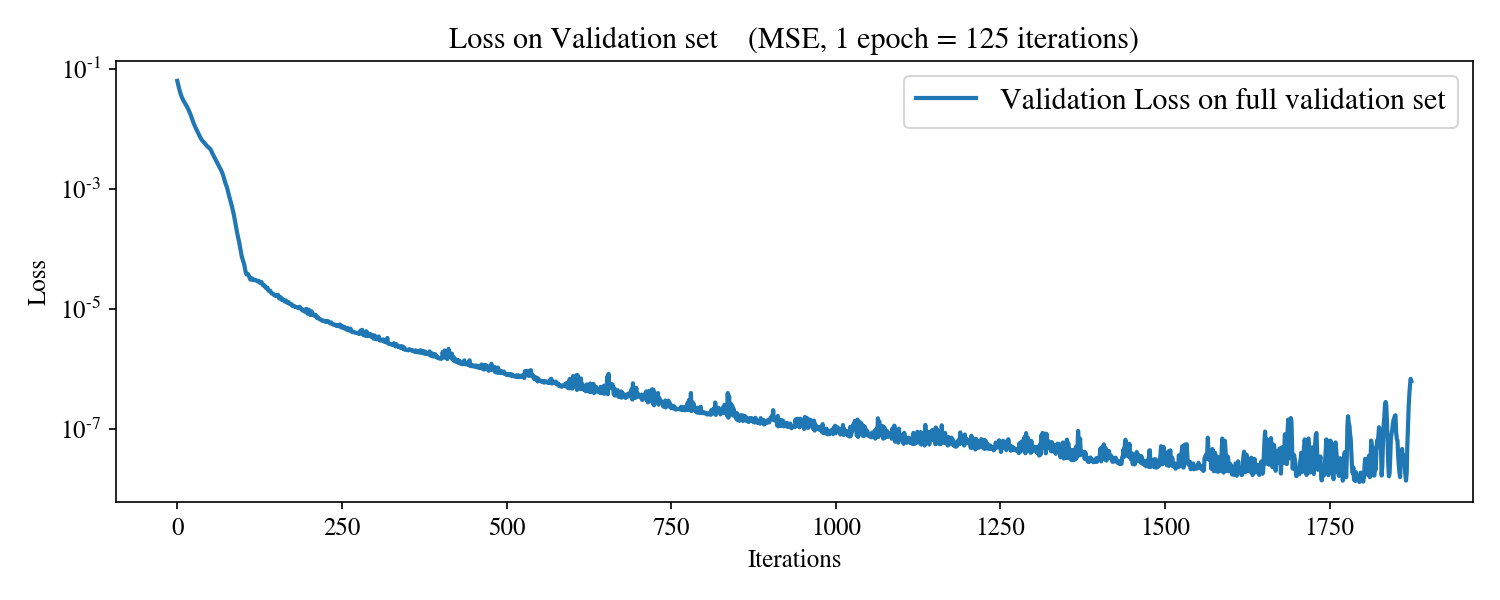 Loss on Validation set    (MSE, 1 epoch = 125 iterations)
Validation Loss on full validation set
Loss
10⁻¹
10⁻³
10⁻⁵
10⁻⁷
0 250 500 750 1000 1250 1500 1750
Iterations